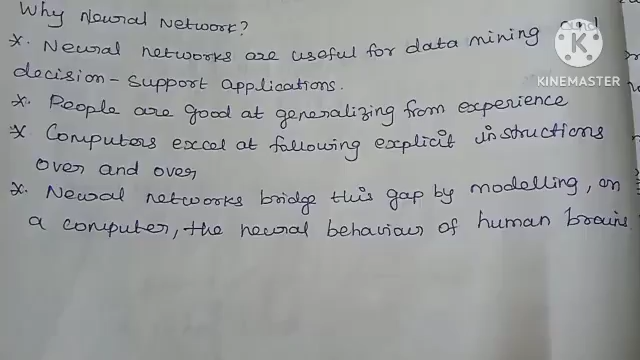 Why Neural Network?
*. Neural networks are useful for data mining and
decision-support applications.
*. People are good at generalizing from experience
* Computers excel at following explicit instructions
over and over
*. Neural networks bridge this gap by modelling, on
a computer, the neural behaviour of human brains
KINEMASTER